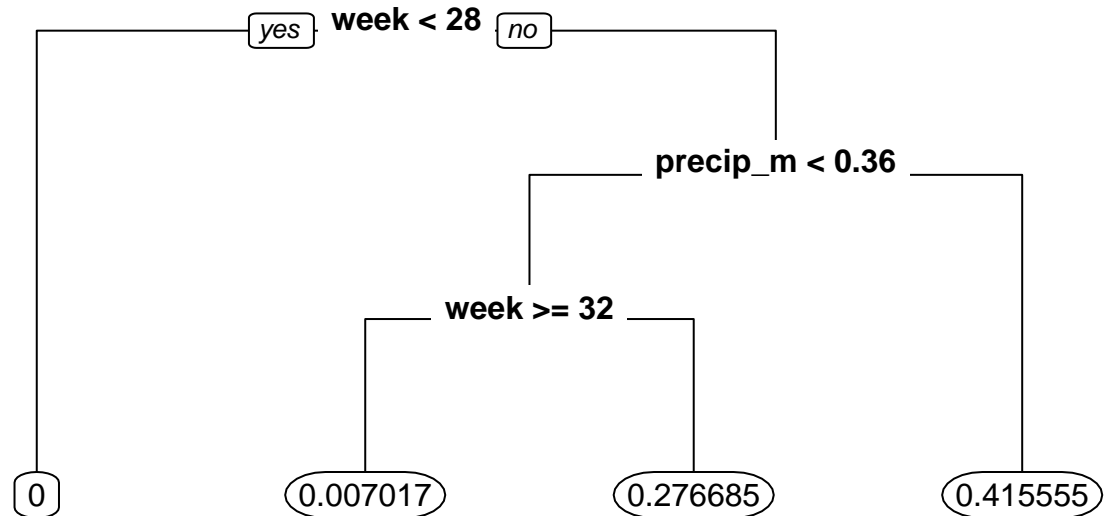 yes week < 28 no
precip_m < 0.36
week >= 32
0 0.007017 0.276685 0.415555